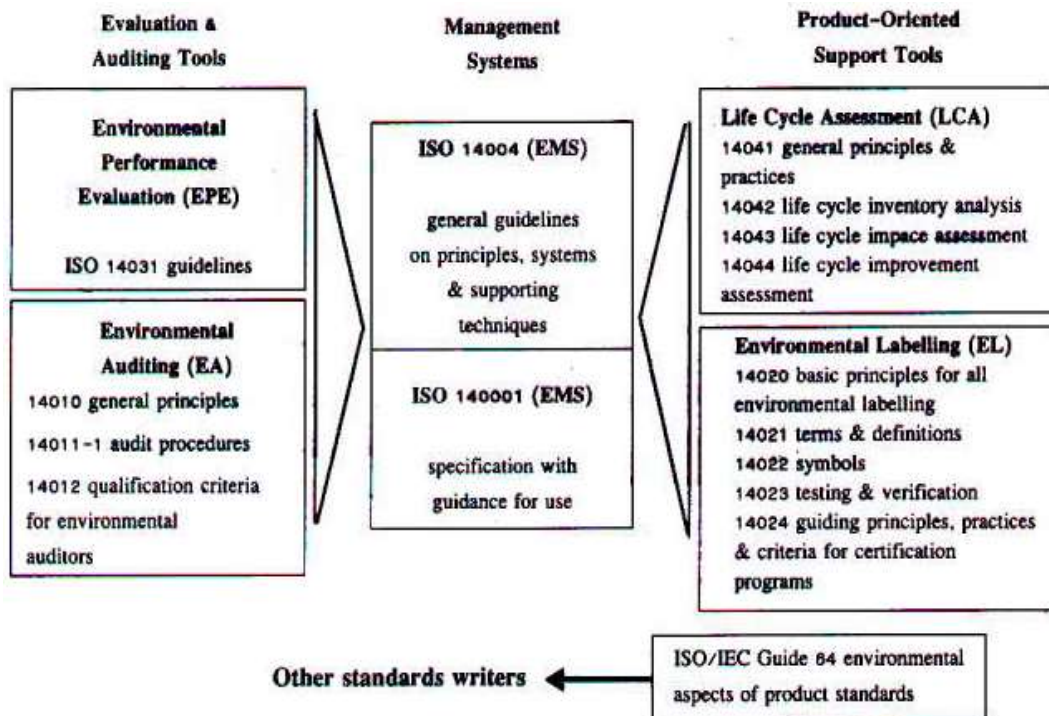 Evaluation &
Auditing Tools
Management
Systems
Product-Oriented
Support Tools
Environmental
Performance
Evaluation (EPE)
ISO 14031 guidelines
Environmental
Auditing (EA)
14010 general principles
14011-1 audit procedures
14012 qualification criteria
for environmental
auditors
ISO 14004 (EMS)
general guidelines
on principles, systems
& supporting
techniques
ISO 140001 (EMS)
specification with
guidance for use
Life Cycle Assessment (LCA)
14041 general principles &
practices
14042 life cycle inventory analysis
14043 life cycle impace assessment
14044 life cycle improvement
assessment
Environmental Labelling (EL)
14020 basic principles for all
environmental labelling
14021 terms & definitions
14022 symbols
14023 testing & verification
14024 guiding principles, practices
& criteria for certification
programs
Other standards writers
ISO/IEC Guide 64 environmental
aspects of product standards